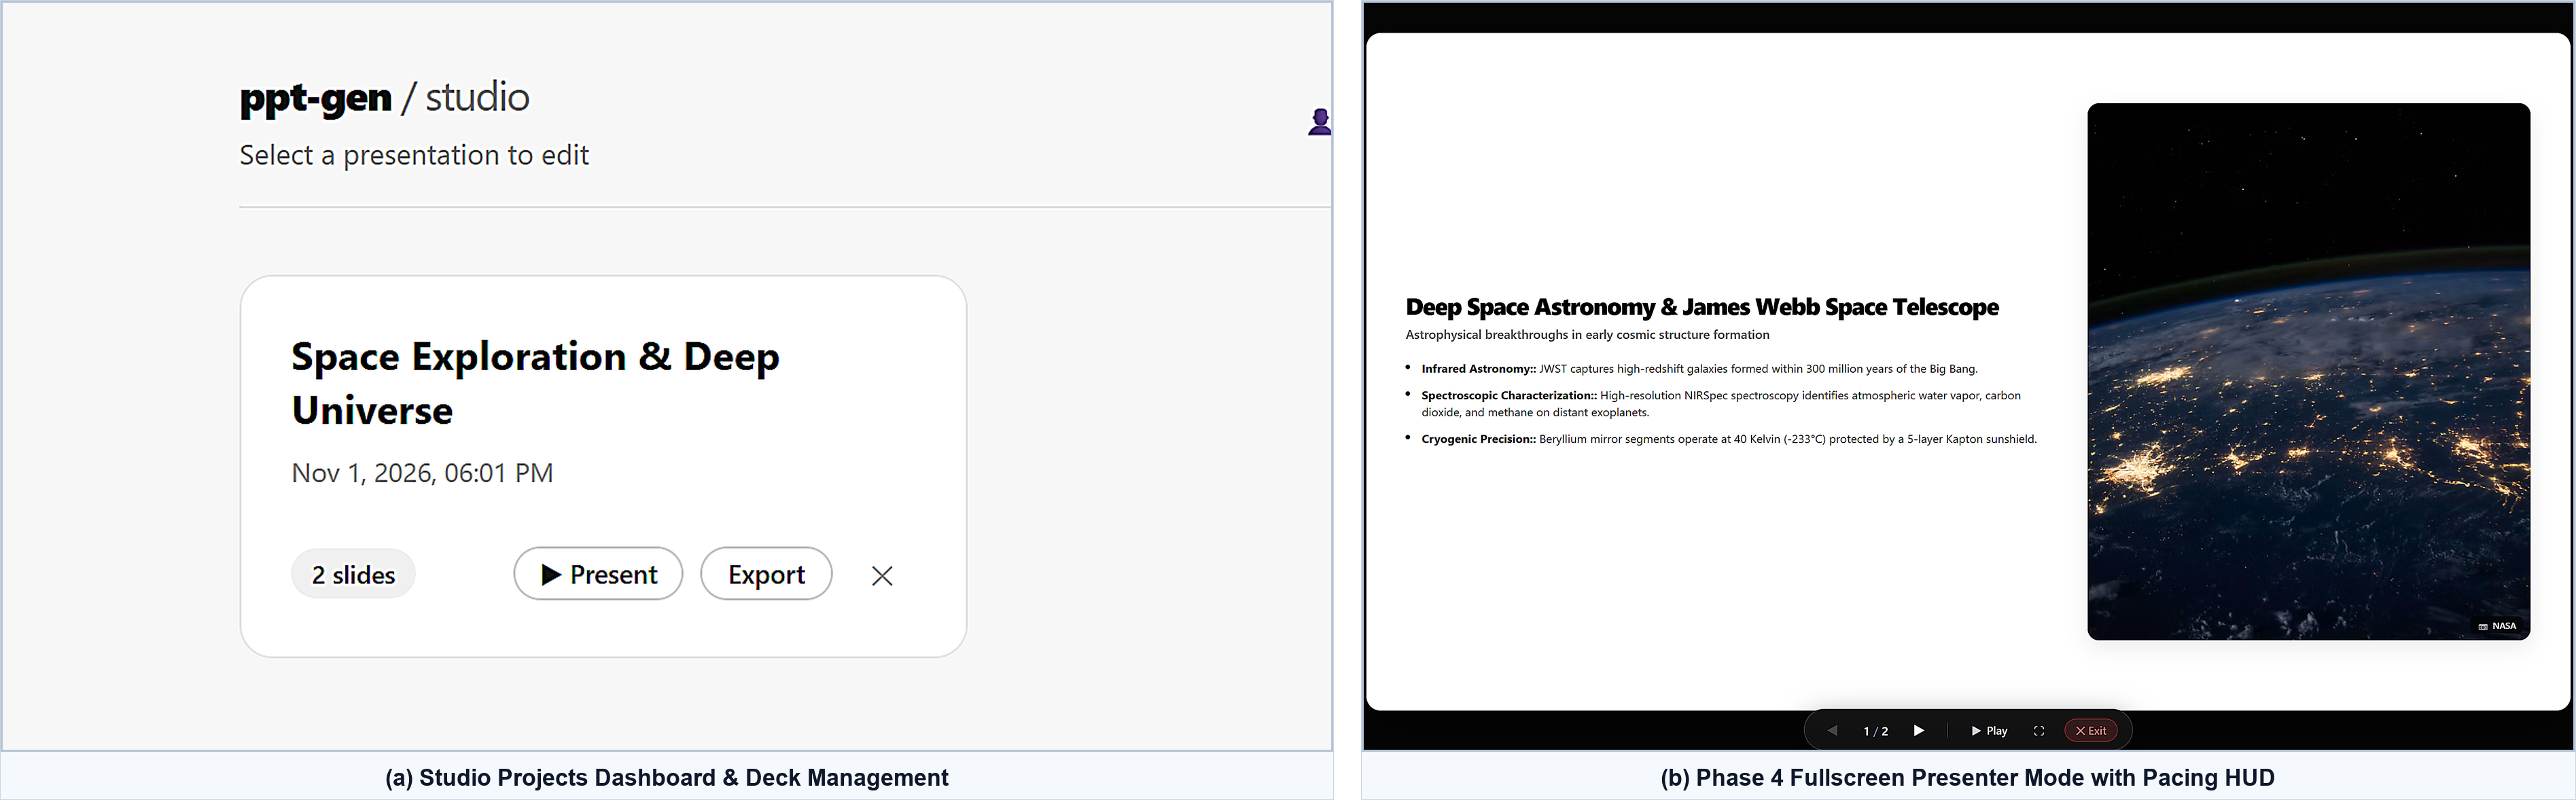 ppt-gen / studio
Select a presentation to edit
Space Exploration & Deep
Universe
Nov 1, 2026, 06:01 PM
2 slides
▶ Present
Export
×
(a) Studio Projects Dashboard & Deck Management
Deep Space Astronomy & James Webb Space Telescope
Astrophysical breakthroughs in early cosmic structure formation
• Infrared Astronomy:: JWST captures high-redshift galaxies formed within 300 million years of the Big Bang.
• Spectroscopic Characterization:: High-resolution NIRSpec spectroscopy identifies atmospheric water vapor, carbon
dioxide, and methane on distant exoplanets.
• Cryogenic Precision:: Beryllium mirror segments operate at 40 Kelvin (-233°C) protected by a 5-layer Kapton sunshield.
NASA
1 / 2
▶ Play
× Exit
(b) Phase 4 Fullscreen Presenter Mode with Pacing HUD